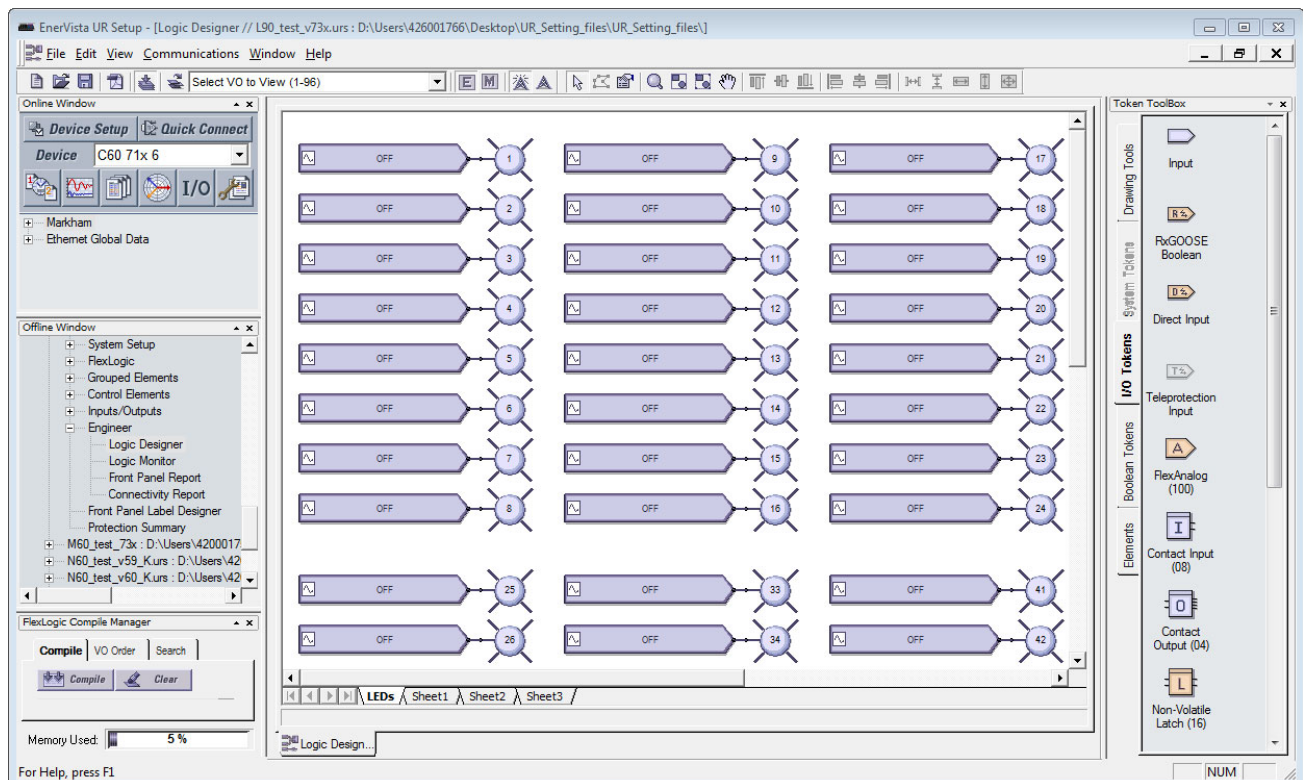 EnerVista UR Setup - [Logic Designer // L90_test_v73x.urs : D:\Users\426001766\Desktop\UR_Setting_files\UR_Setting_files\]
File Edit View Communications Window Help
Select VO to View (1-96)
E M
Online Window
Device Setup Quick Connect
Device C60 71x 6
I/O
Markham
Ethernet Global Data
Offline Window
System Setup
FlexLogic
Grouped Elements
Control Elements
Inputs/Outputs
Engineer
Logic Designer
Logic Monitor
Front Panel Report
Connectivity Report
Front Panel Label Designer
Protection Summary
M60_test_73x : D:\Users\4200017
N60_test_v59_K.urs : D:\Users\42
N60_test_v60_K.urs : D:\Users\42
FlexLogic Compile Manager
Compile VO Order Search
Compile Clear
Memory Used: 5 %
For Help, press F1
OFF 1 OFF 9 OFF 17
OFF 2 OFF 10 OFF 18
OFF 3 OFF 11 OFF 19
OFF 4 OFF 12 OFF 20
OFF 5 OFF 13 OFF 21
OFF 6 OFF 14 OFF 22
OFF 7 OFF 15 OFF 23
OFF 8 OFF 16 OFF 24
OFF 25 OFF 33 OFF 41
OFF 26 OFF 34 OFF 42
LEDs Sheet1 Sheet2 Sheet3
Logic Design...
Token ToolBox
Drawing Tools
System Tokens
I/O Tokens
Boolean Tokens
Elements
Input
R
RxGOOSE
Boolean
D
Direct Input
T
Teleprotection
Input
A
FlexAnalog
(100)
I
Contact Input
(08)
O
Contact
Output (04)
L
Non-Volatile
Latch (16)
NUM